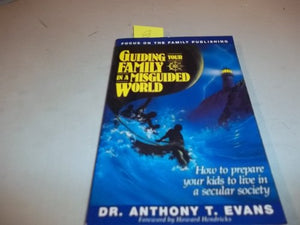 FOCUS ON THE FAMILY PUBLISHING
GUIDING YOUR
FAMILY
IN A MISGUIDED
WORLD
How to prepare
your kids to live in
a secular society
DR. ANTHONY T. EVANS
Foreword by Howard Hendricks